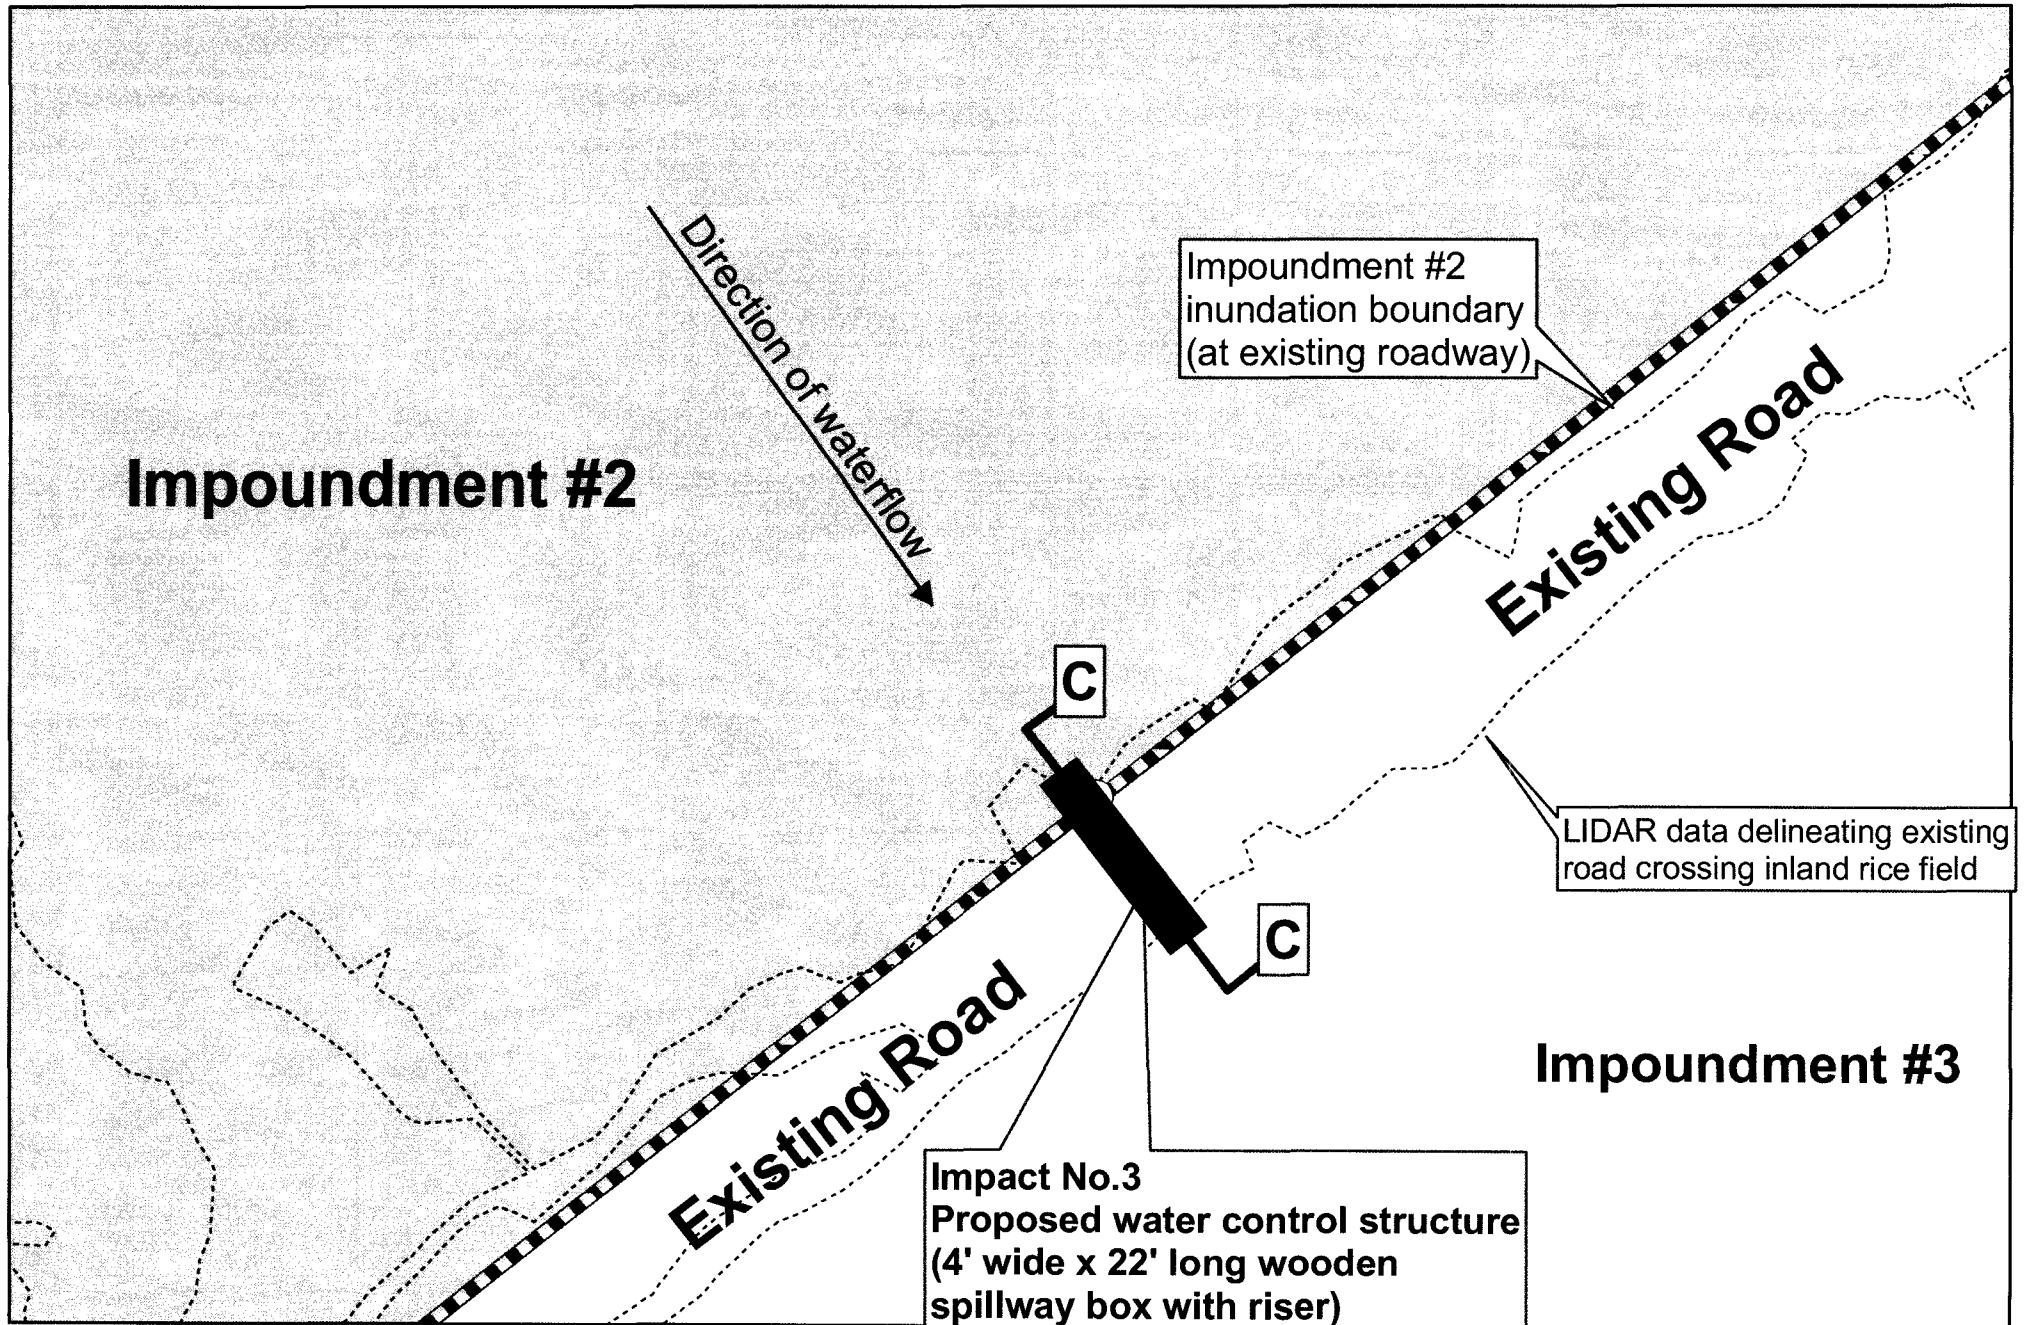 Direction of waterflow
Impoundment #2
inundation boundary
(at existing roadway)
Existing Road
Impoundment #2
C
LIDAR data delineating existing
road crossing inland rice field
C
Existing Road
Impoundment #3
Impact No.3
Proposed water control structure
(4' wide x 22' long wooden
spillway box with riser)